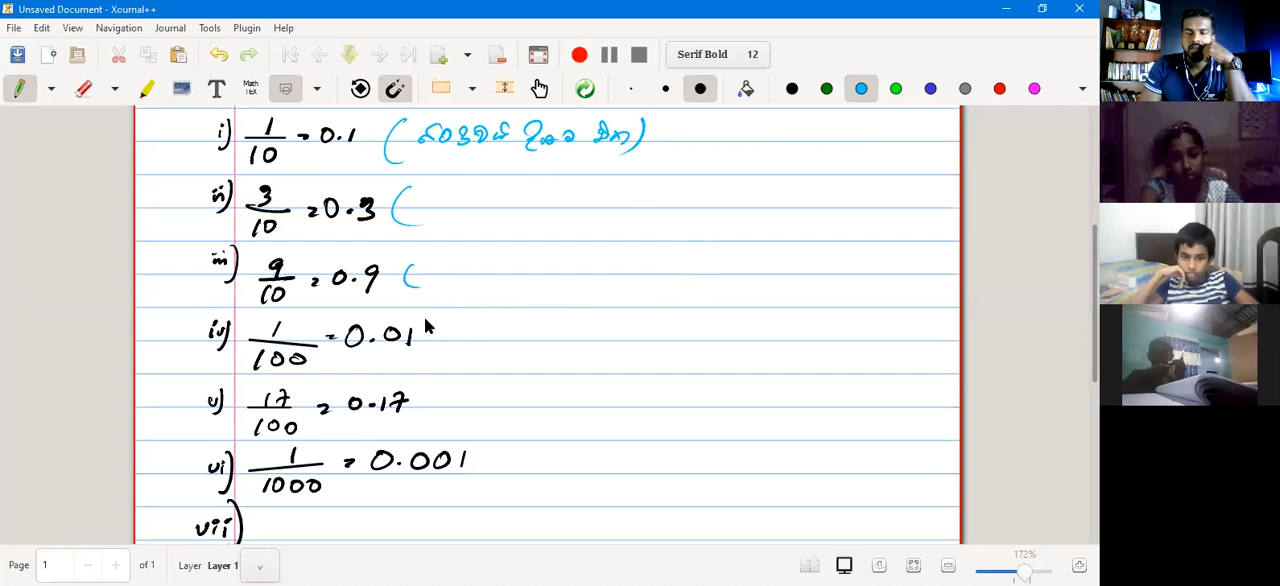 Unsaved Document - Xournal++
File Edit View Navigation Journal Tools Plugin Help
Serif Bold 12
Math TEX
i) 1/10 = 0.1 (
ii) 3/10 = 0.3 (
iii) 9/10 = 0.9 (
iv) 1/100 = 0.01
v) 17/100 = 0.17
vi) 1/1000 = 0.001
vii)
Page 1 of 1 Layer Layer 1 172%